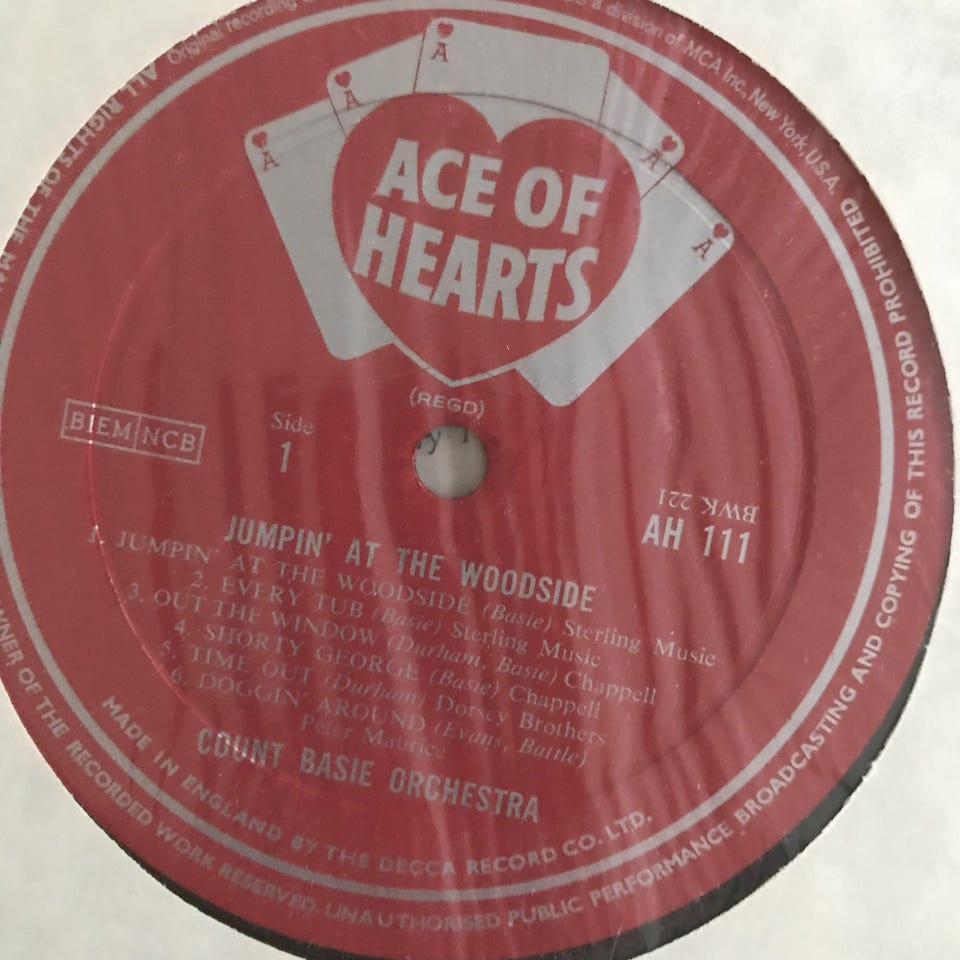 Original recording
a division of MCA Inc. New York, U.S.A.
ALL RIGHTS OF THE
A
A
A
A
A
ACE OF
HEARTS
(REGD)
BIEM NCB
Side
1
BWK 221
AH 111
JUMPIN' AT THE WOODSIDE
1. JUMPIN' AT THE WOODSIDE (Basie) Sterling Music
2. EVERY TUB (Basie) Sterling Music
3. OUT THE WINDOW (Durham, Basie) Chappell
4. SHORTY GEORGE (Basie) Chappell
5. TIME OUT (Durham) Dorsey Brothers
6. DOGGIN' AROUND (Evans, Battle)
Peter Maurice
COUNT BASIE ORCHESTRA
MADE IN ENGLAND BY THE DECCA RECORD CO. LTD.
OF THE RECORDED WORK RESERVED. UNAUTHORISED PUBLIC PERFORMANCE BROADCASTING AND COPYING OF THIS RECORD PROHIBITED